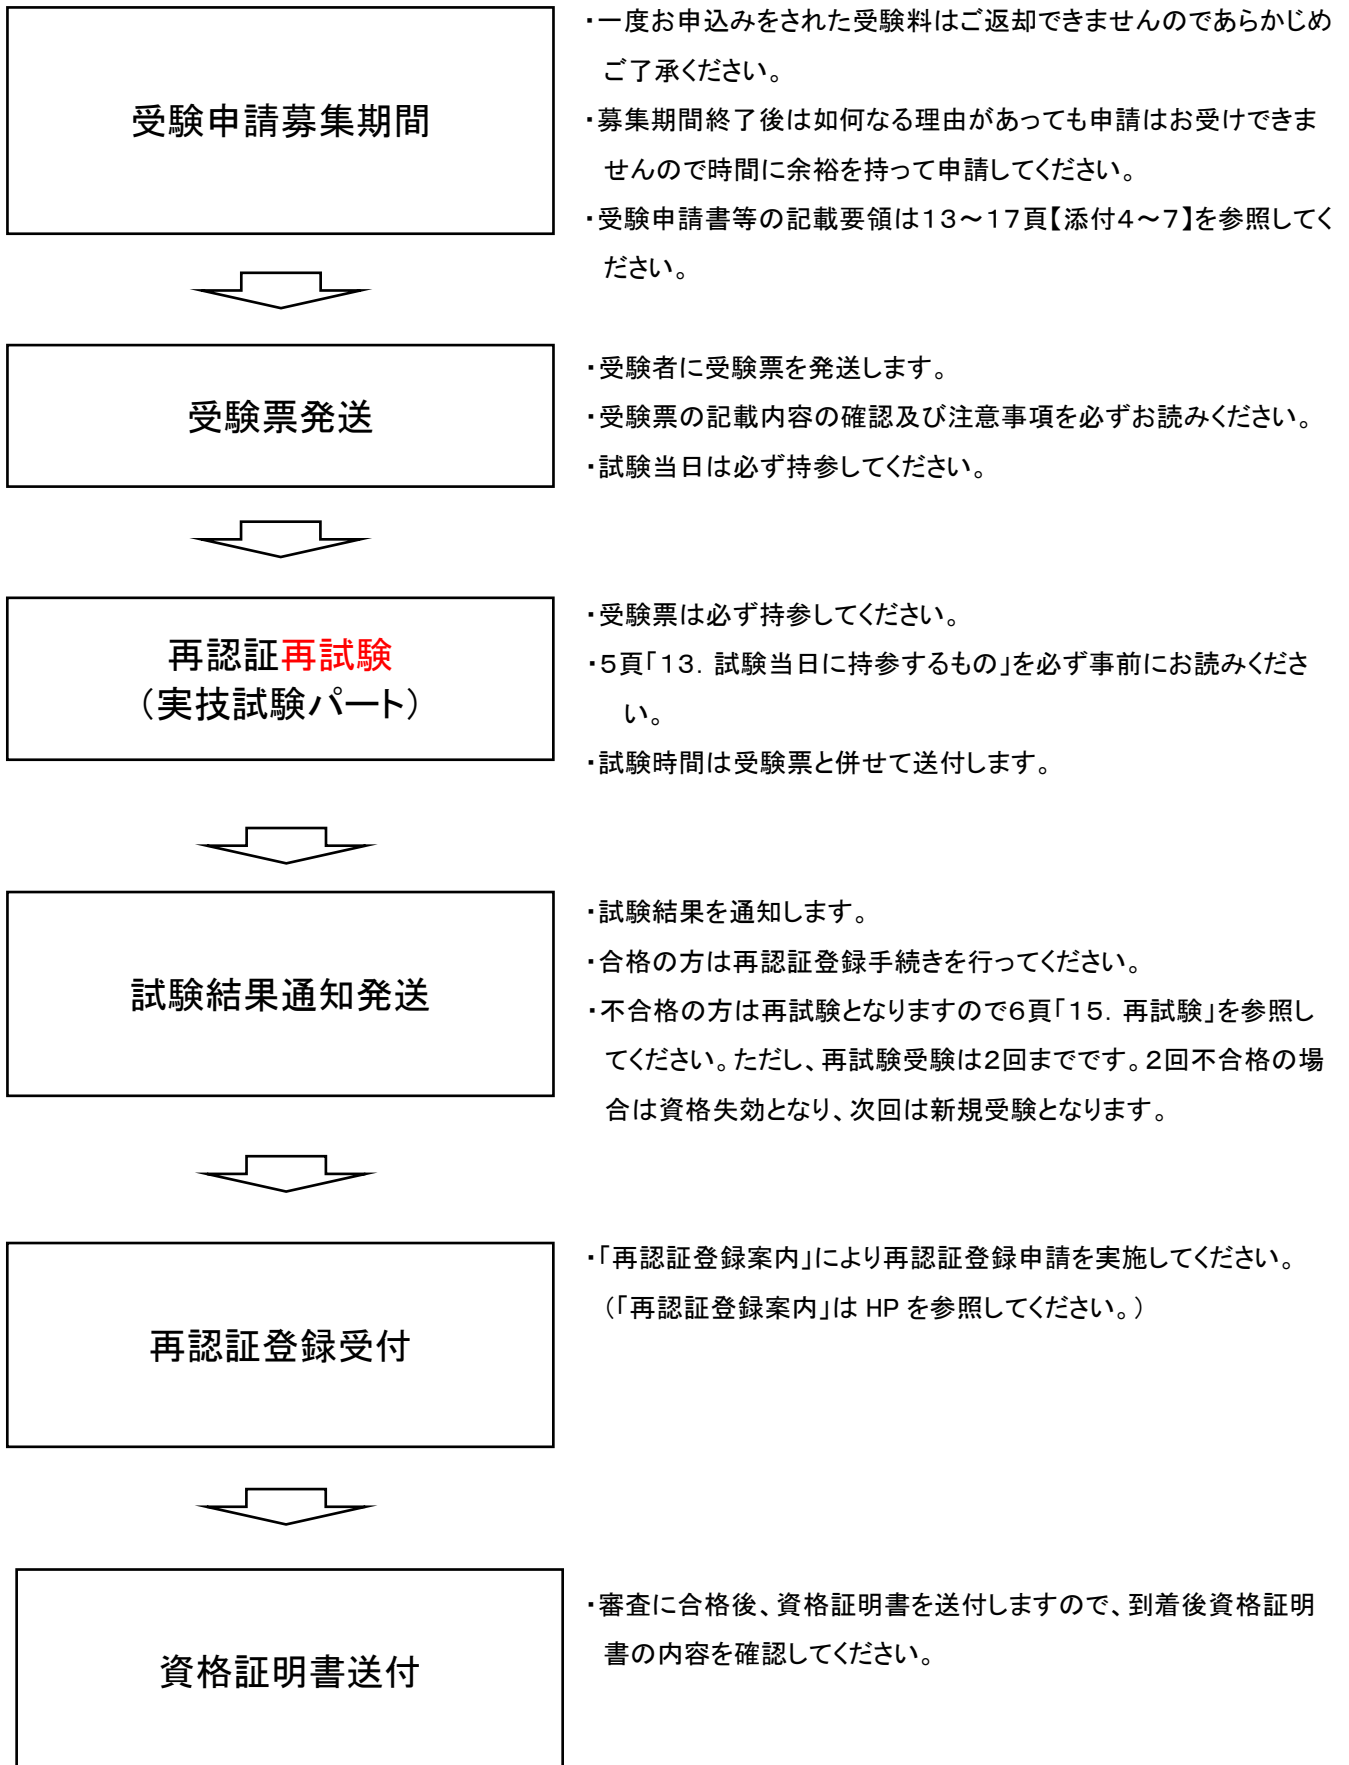 受験申請募集期間
・一度お申込みをされた受験料はご返却できませんのであらかじめ
ご了承ください。
・募集期間終了後は如何なる理由があっても申請はお受けできま
せんので時間に余裕を持って申請してください。
・受験申請書等の記載要領は13～17頁【添付4～7】を参照してく
ださい。
受験票発送
・受験者に受験票を発送します。
・受験票の記載内容の確認及び注意事項を必ずお読みください。
・試験当日は必ず持参してください。
再認証再試験
（実技試験パート）
・受験票は必ず持参してください。
・5頁「13．試験当日に持参するもの」を必ず事前にお読みくださ
い。
・試験時間は受験票と併せて送付します。
試験結果通知発送
・試験結果を通知します。
・合格の方は再認証登録手続きを行ってください。
・不合格の方は再試験となりますので6頁「15．再試験」を参照し
てください。ただし、再試験受験は2回までです。2回不合格の場
合は資格失効となり、次回は新規受験となります。
再認証登録受付
・「再認証登録案内」により再認証登録申請を実施してください。
（「再認証登録案内」は HP を参照してください。）
資格証明書送付
・審査に合格後、資格証明書を送付しますので、到着後資格証明
書の内容を確認してください。